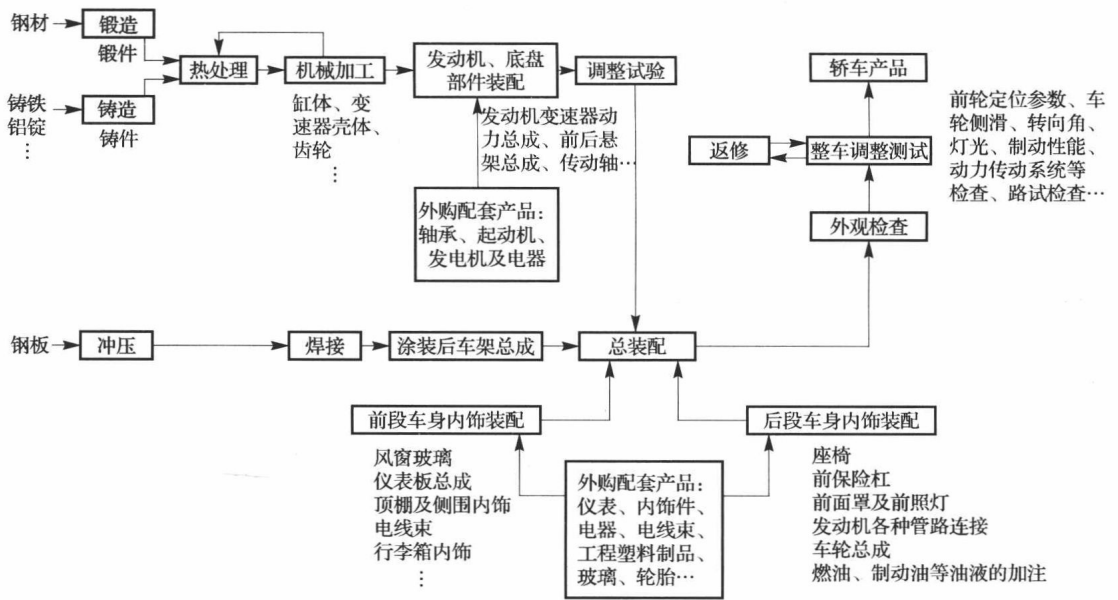 钢材
锻造
锻件
铸铁
铝锭
⋮
铸造
铸件
热处理
机械加工
缸体、变
速器壳体、
齿轮
⋮
发动机、底盘
部件装配
调整试验
发动机变速器动
力总成、前后悬
架总成、传动轴…
外购配套产品:
轴承、起动机、
发电机及电器
轿车产品
返修
整车调整测试
前轮定位参数、车
轮侧滑、转向角、
灯光、制动性能、
动力传动系统等
检查、路试检查…
外观检查
钢板
冲压
焊接
涂装后车架总成
总装配
前段车身内饰装配
风窗玻璃
仪表板总成
顶棚及侧围内饰
电线束
行李箱内饰
⋮
外购配套产品:
仪表、内饰件、
电器、电线束、
工程塑料制品、
玻璃、轮胎…
后段车身内饰装配
座椅
前保险杠
前面罩及前照灯
发动机各种管路连接
车轮总成
燃油、制动油等油液的加注